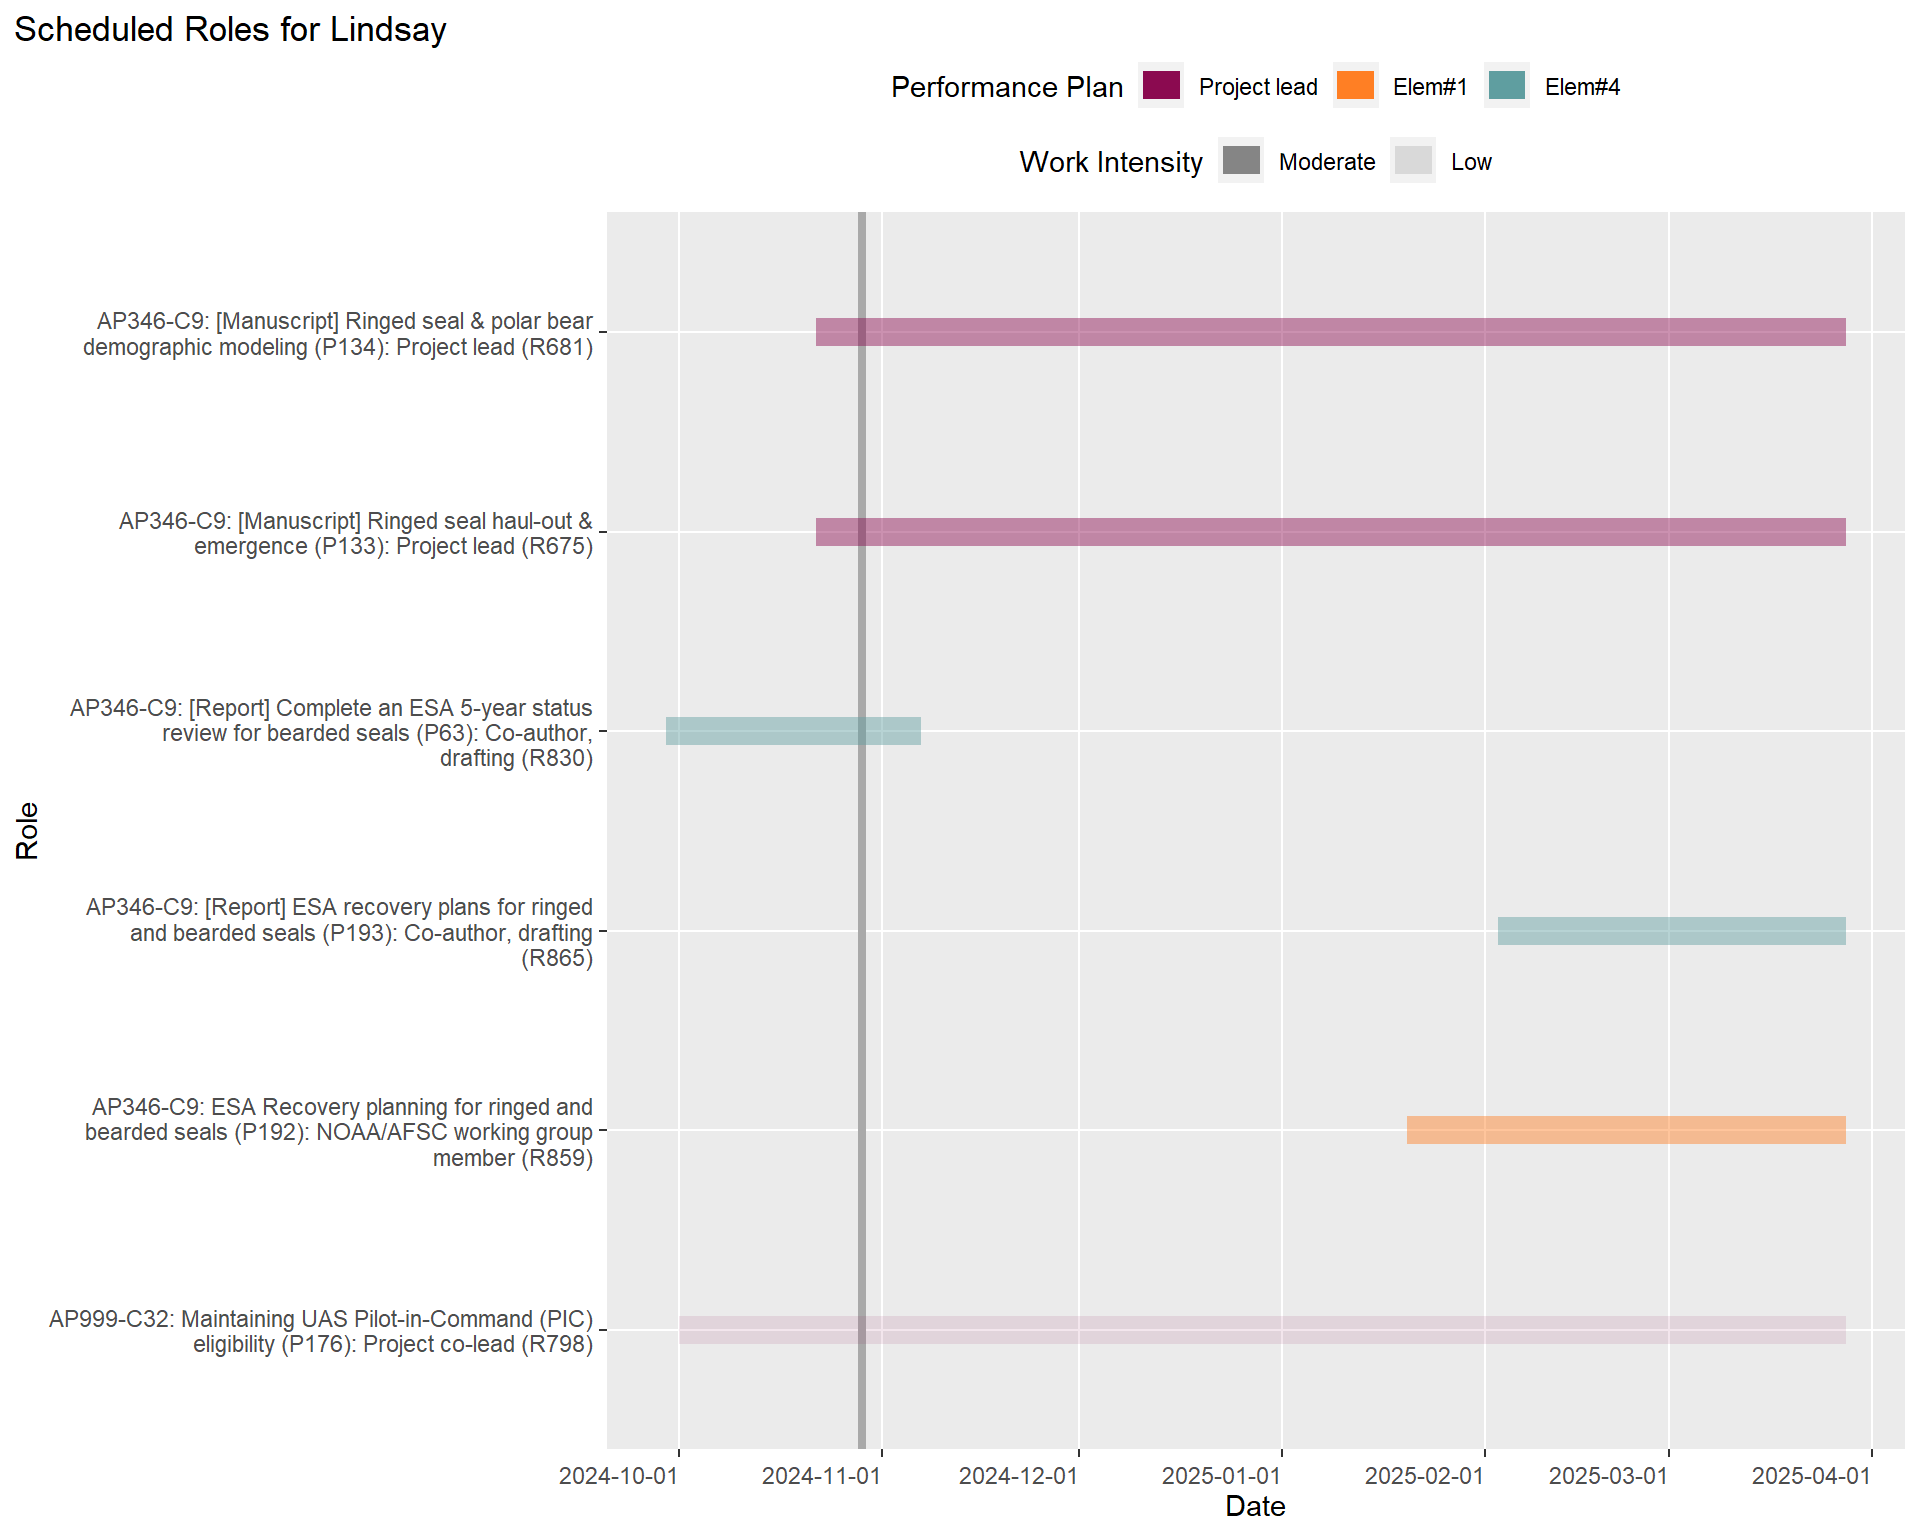 Scheduled Roles for Lindsay
Performance Plan Project lead Elem#1 Elem#4
Work Intensity Moderate Low
AP346-C9: [Manuscript] Ringed seal & polar bear
demographic modeling (P134): Project lead (R681)
AP346-C9: [Manuscript] Ringed seal haul-out &
emergence (P133): Project lead (R675)
AP346-C9: [Report] Complete an ESA 5-year status
review for bearded seals (P63): Co-author,
drafting (R830)
AP346-C9: [Report] ESA recovery plans for ringed
and bearded seals (P193): Co-author, drafting
(R865)
AP346-C9: ESA Recovery planning for ringed and
bearded seals (P192): NOAA/AFSC working group
member (R859)
AP999-C32: Maintaining UAS Pilot-in-Command (PIC)
eligibility (P176): Project co-lead (R798)
Role
2024-10-01 2024-11-01 2024-12-01 2025-01-01 2025-02-01 2025-03-01 2025-04-01
Date